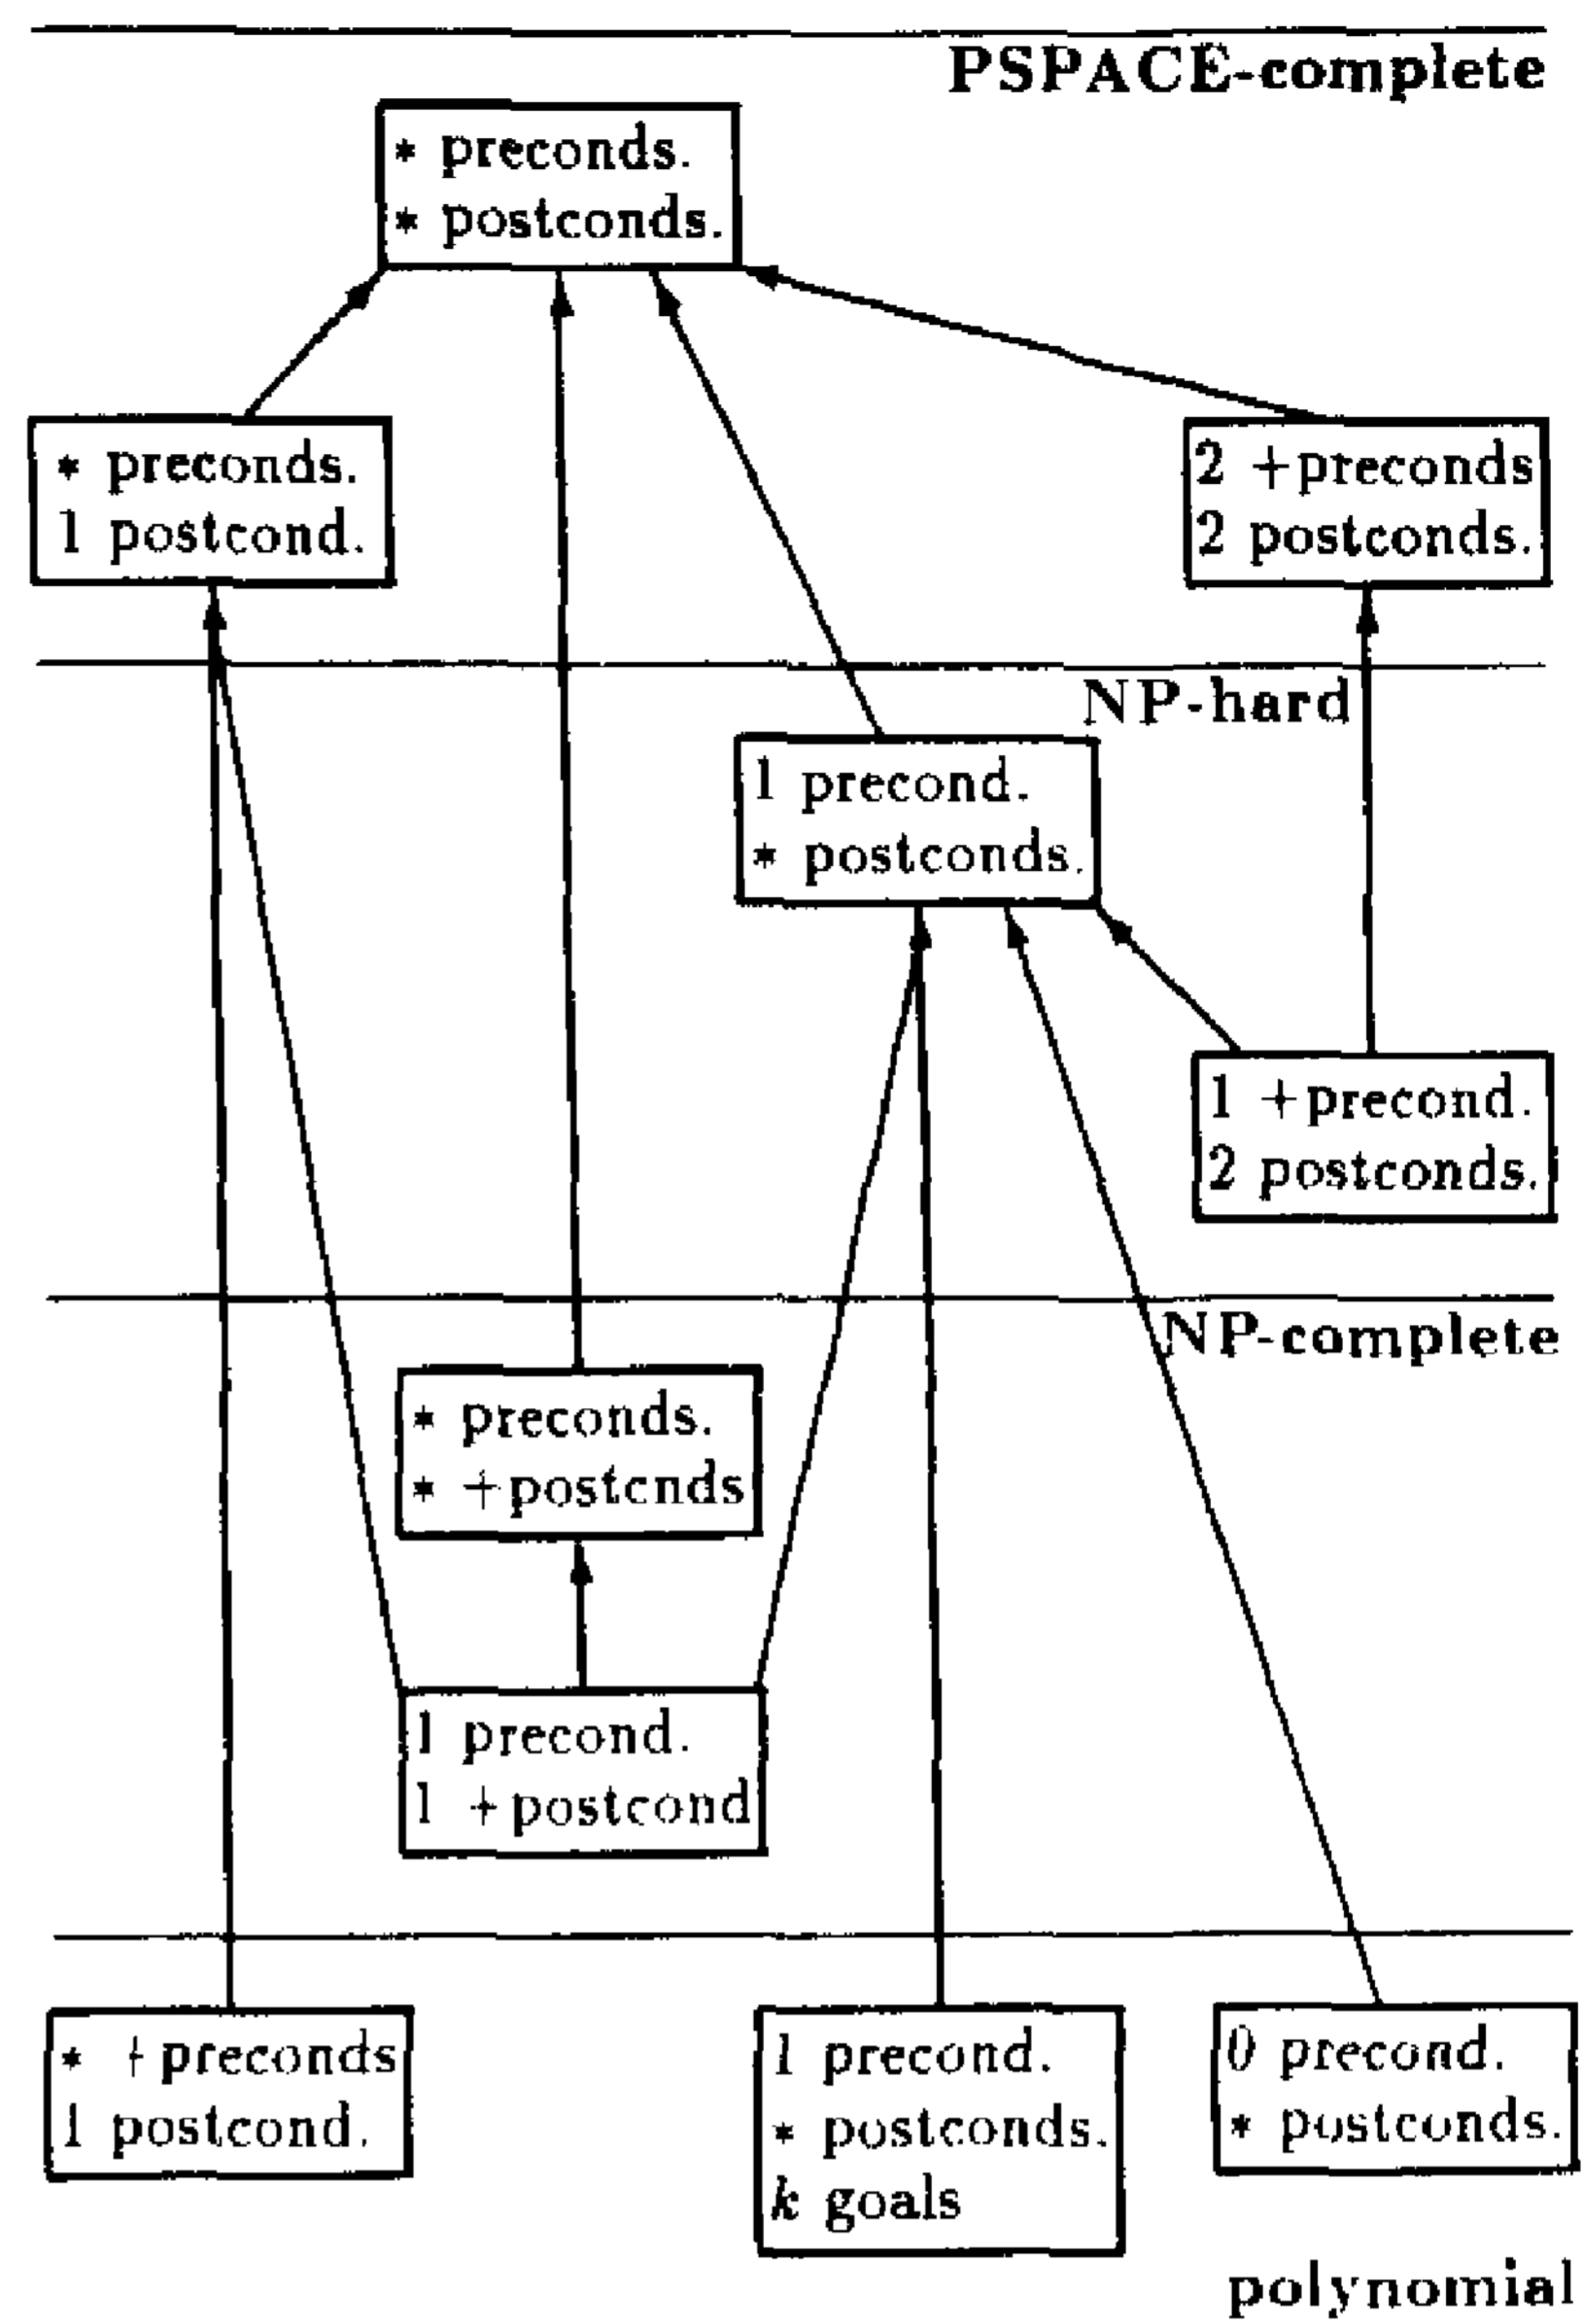 PSPACE-complete
* preconds.
* postconds.
* preconds.
1 postcond.
2 +preconds
2 postconds.
NP-hard
1 precond.
* postconds.
1 +precond.
2 postconds.
NP-complete
* preconds.
* +postcnds
1 precond.
1 +postcond
* +preconds
1 postcond.
1 precond.
* postconds.
k goals
0 precond.
* postconds.
polynomial